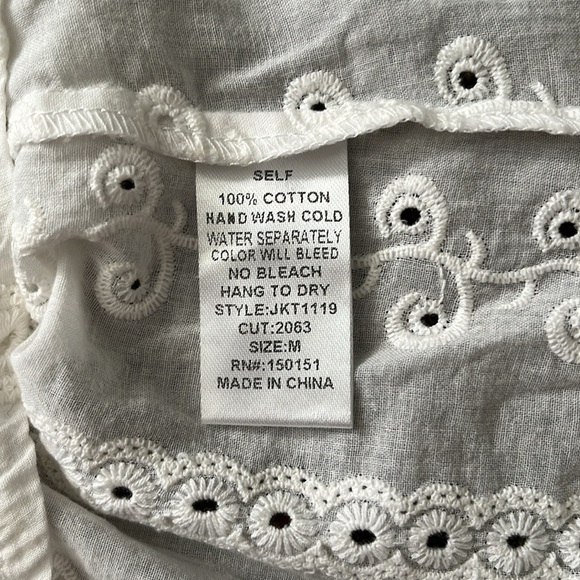 SELF
100% COTTON
HAND WASH COLD
WATER SEPARATELY
COLOR WILL BLEED
NO BLEACH
HANG TO DRY
STYLE:JKT1119
CUT:2063
SIZE:M
RN#:150151
MADE IN CHINA